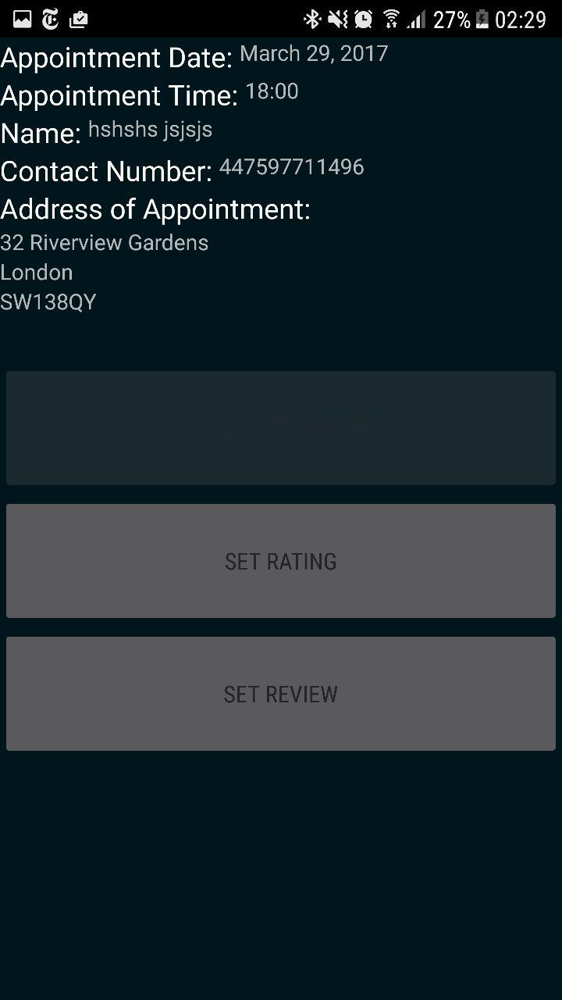 27% 02:29
Appointment Date: March 29, 2017
Appointment Time: 18:00
Name: hshshs jsjsjs
Contact Number: 447597711496
Address of Appointment:
32 Riverview Gardens
London
SW138QY
SET RATING
SET REVIEW